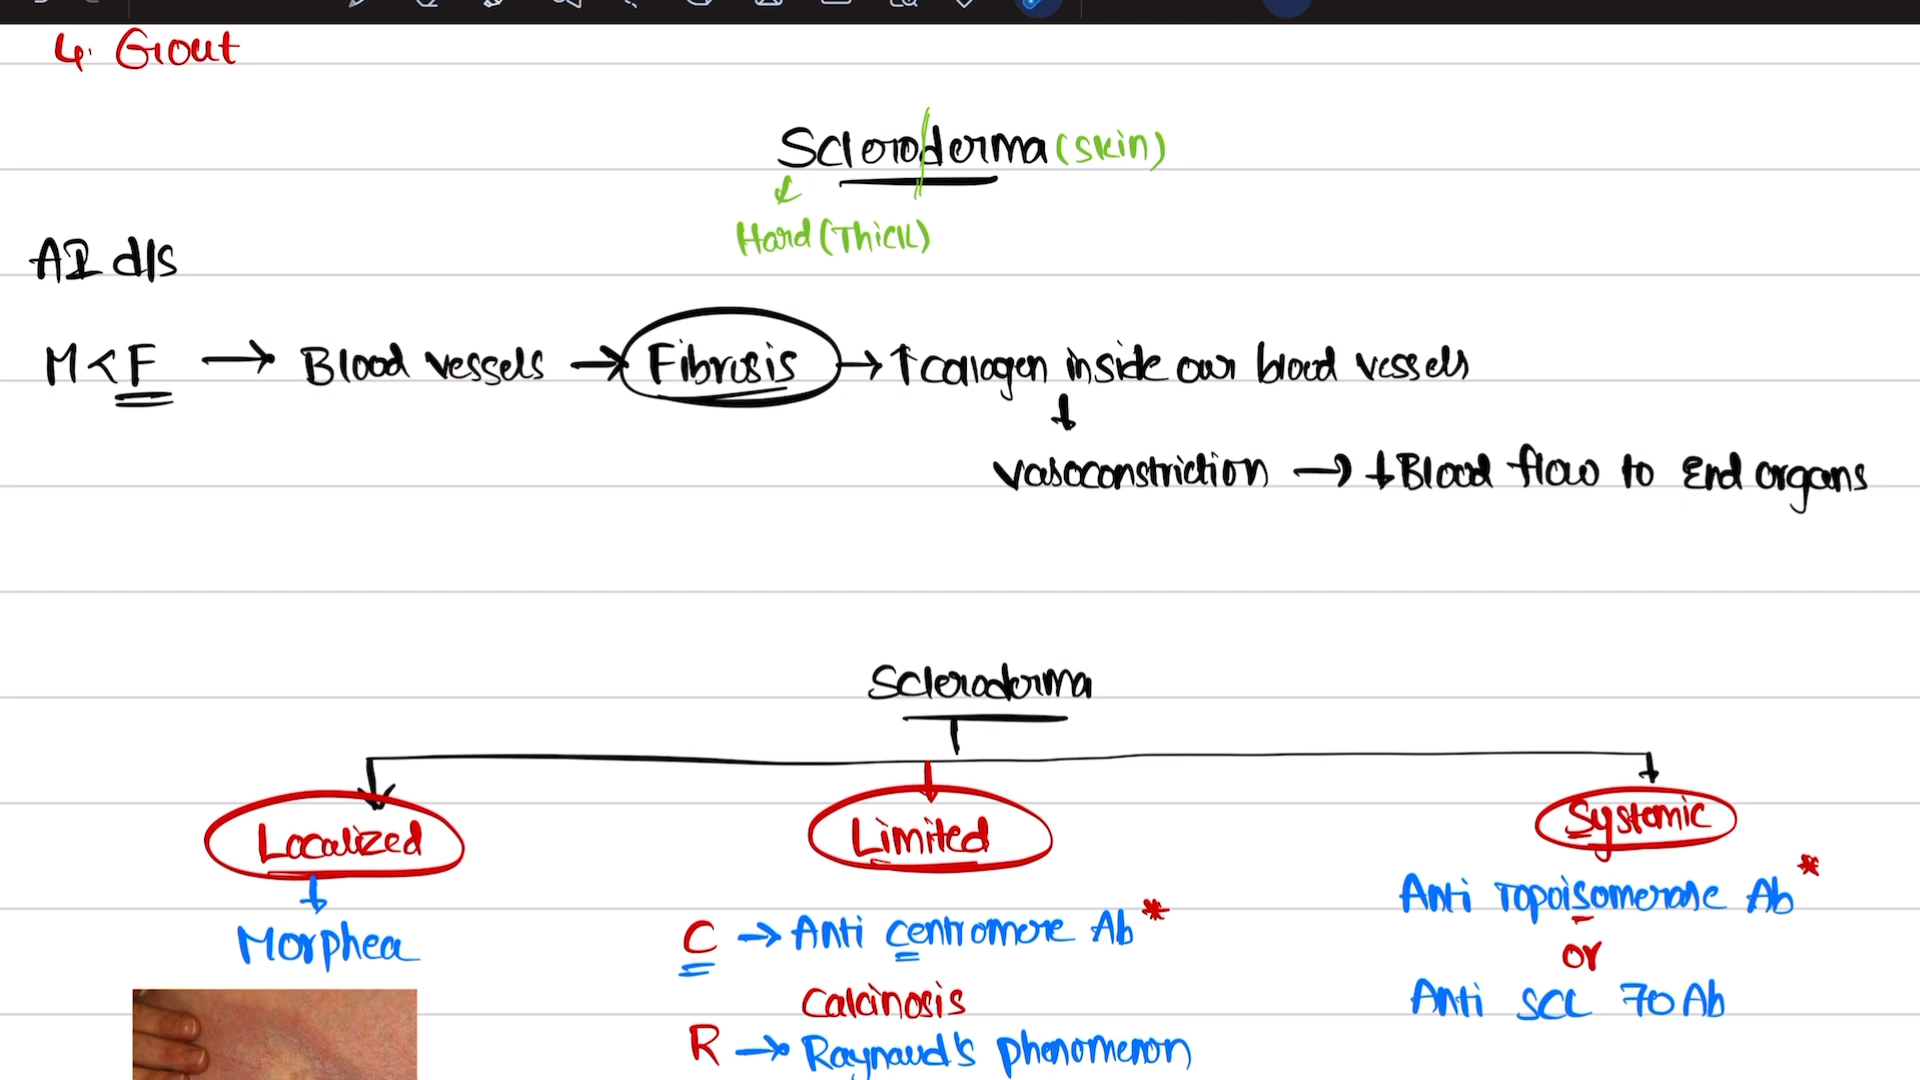 4. Gout
Scleroderma (skin)
Hard (Thick)
AI d/s
M < F → Blood vessels → Fibrosis → ↑ collagen inside our blood vessels
↓
vasoconstriction → ↓ Blood flow to End organs
Scleroderma
Localized Limited Systemic
Morphea
C → Anti centromere Ab *
Calcinosis
R → Raynaud's phenomenon
Anti Topoisomerase Ab *
or
Anti SCL 70 Ab